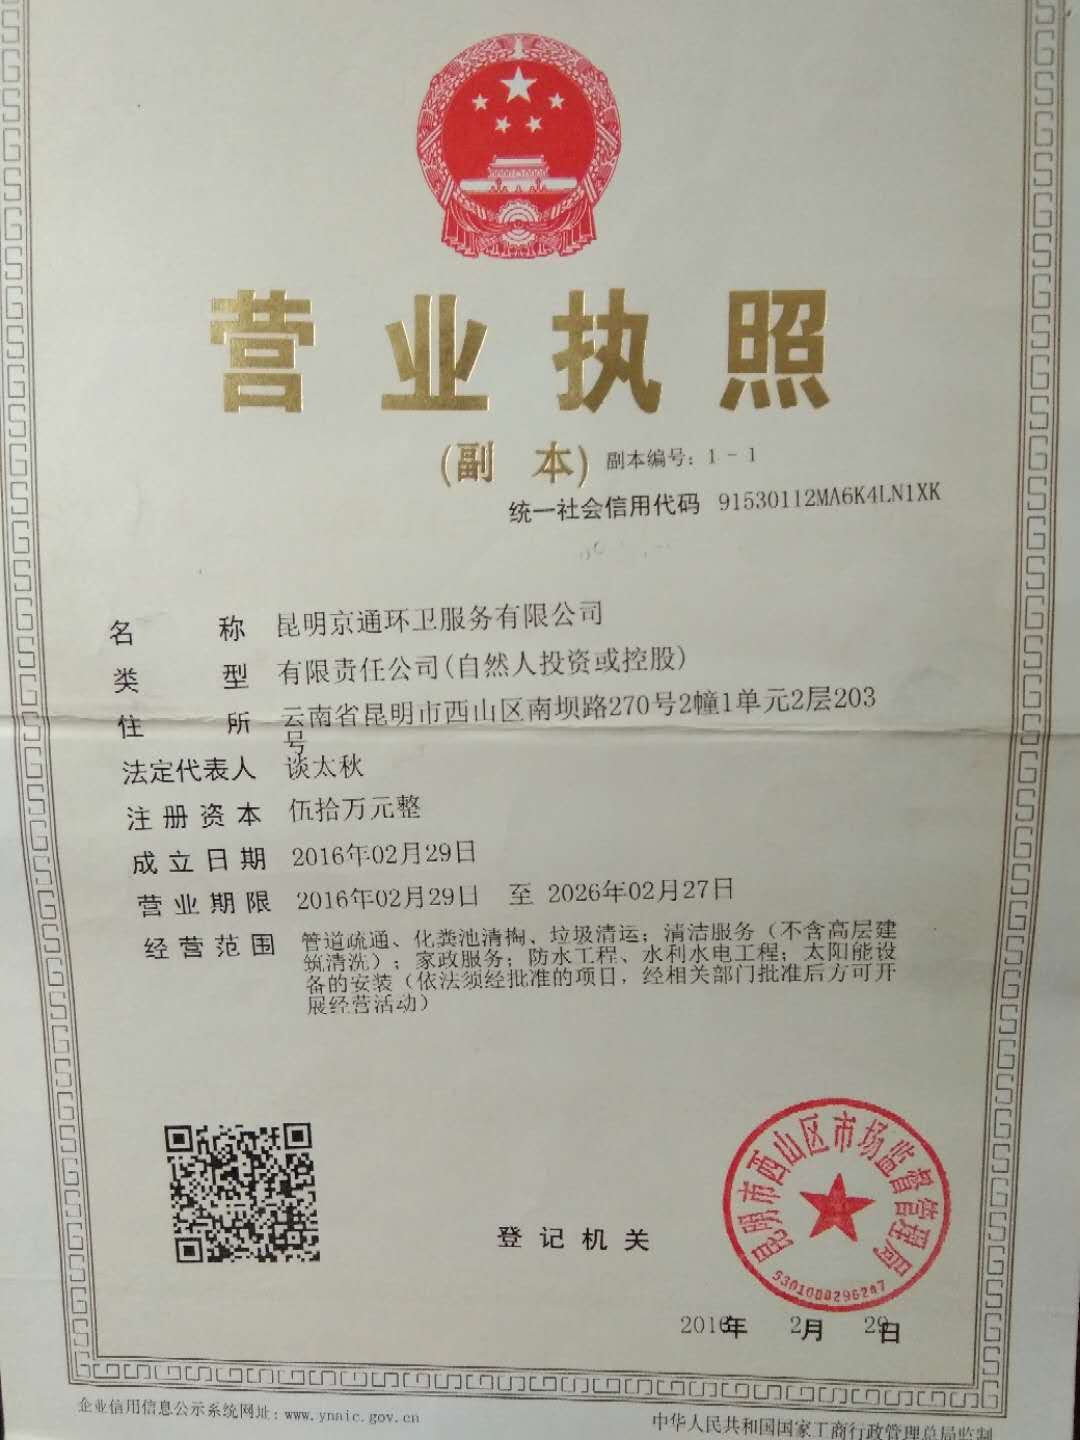 营业执照
(副 本) 副本编号：1-1
统一社会信用代码 91530112MA6K4LN1XK
名 称 昆明京通环卫服务有限公司
类 型 有限责任公司(自然人投资或控股)
住 所 云南省昆明市西山区南坝路270号2幢1单元2层203
号
法定代表人 谈太秋
注册资本 伍拾万元整
成立日期 2016年02月29日
营业期限 2016年02月29日 至 2026年02月27日
经营范围 管道疏通、化粪池清掏、垃圾清运；清洁服务（不含高层建
筑清洗）；家政服务；防水工程、水利水电工程；太阳能设
备的安装（依法须经批准的项目，经相关部门批准后方可开
展经营活动）
昆明市西山区市场监督管理局
5301000296247
登记机关
2016年 2月 29日
企业信用信息公示系统网址：www.ynaic.gov.cn
中华人民共和国国家工商行政管理总局监制